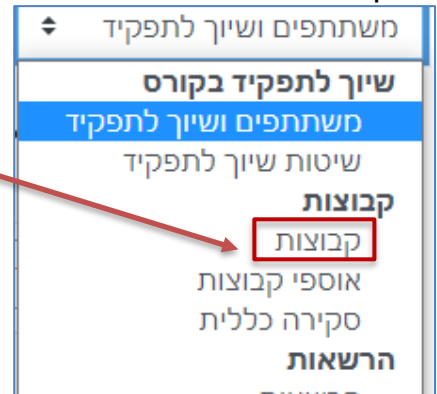 משתתפים ושיוך לתפקיד
שיוך לתפקיד בקורס
משתתפים ושיוך לתפקיד
שיטות שיוך לתפקיד
קבוצות
קבוצות
אוספי קבוצות
סקירה כללית
הרשאות